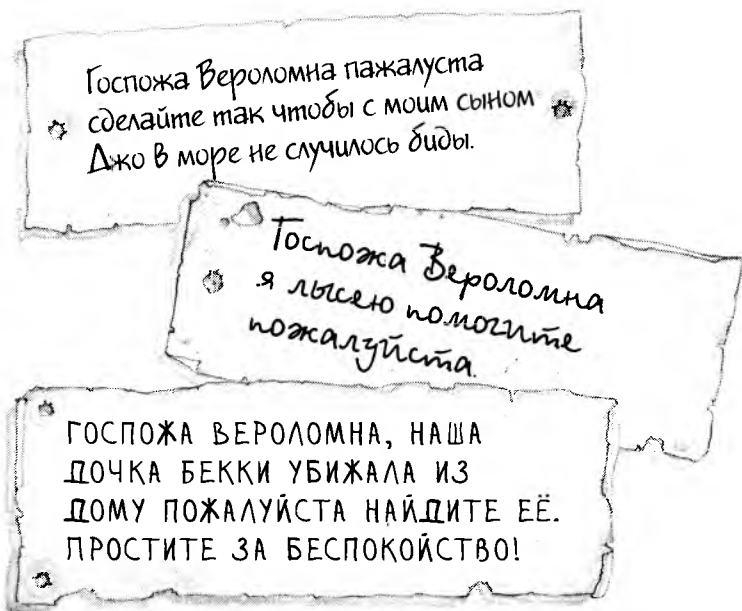 Госпожа Вероломна пажалуста
сделайте так чтобы с моим сыном
Джо в море не случилось биды.
Госпожа Вероломна
я лысею помогите
пожалуйста.
ГОСПОЖА ВЕРОЛОМНА, НАША
ДОЧКА БЕККИ УБИЖАЛА ИЗ
ДОМУ ПОЖАЛУЙСТА НАЙДИТЕ ЕЁ.
ПРОСТИТЕ ЗА БЕСПОКОЙСТВО!